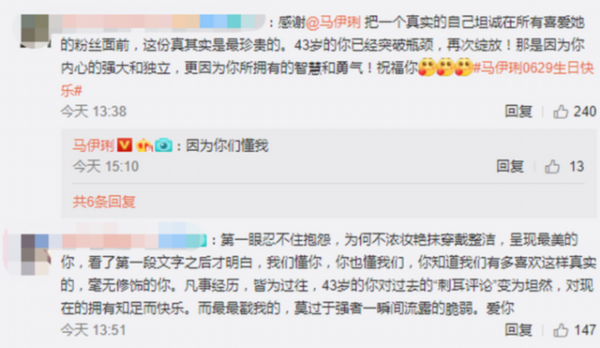 ：感谢@马伊琍 把一个真实的自己坦诚在所有喜爱她
的粉丝面前，这份真其实是最珍贵的。43岁的你已经突破瓶颈，再次绽放！那是因为你
内心的强大和独立，更因为你所拥有的智慧和勇气！祝福你#马伊琍0629生日快
乐#
今天 13:38 回复 240
马伊琍：因为你们懂我
今天 15:10 回复 13
共6条回复
：第一眼忍不住抱怨，为何不浓妆艳抹穿戴整洁，呈现最美的
你，看了第一段文字之后才明白，我们懂你，你也懂我们，你知道我们有多喜欢这样真实
的，毫无修饰的你。凡事经历，皆为过往，43岁的你对过去的“刺耳评论”变为坦然，对现
在的拥有知足而快乐。而最最戳我的，莫过于强者一瞬间流露的脆弱。爱你
今天 13:51 回复 147